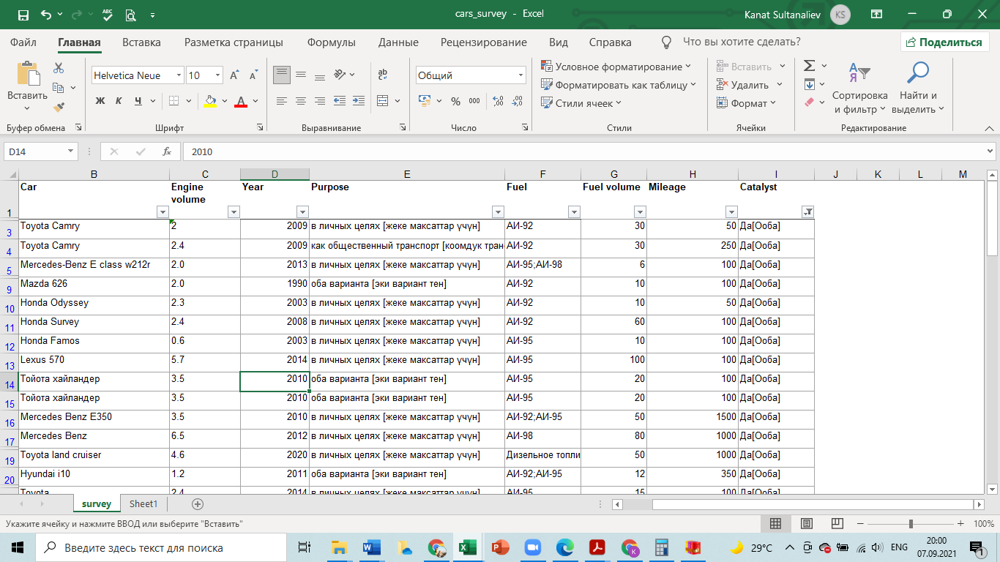 ABC
cars_survey - Excel
Kanat Sultanaliev KS
Файл Главная Вставка Разметка страницы Формулы Данные Рецензирование Вид Справка Что вы хотите сделать? Поделиться
Вставить
Буфер обмена
Helvetica Neue 10
Ж К Ч
Шрифт
ab
Выравнивание
Общий
% 000
Число
Условное форматирование
Форматировать как таблицу
Стили ячеек
Стили
Вставить
Удалить
Формат
Ячейки
Сортировка и фильтр
Найти и выделить
Редактирование
D14 fx 2010
B C D E F G H I J K L M
1 Car Engine volume Year Purpose Fuel Fuel volume Mileage Catalyst
3 Toyota Camry 2 2009 в личных целях [жеке максаттар үчүн] АИ-92 30 50 Да[Ооба]
4 Toyota Camry 2.4 2009 как общественный транспорт [коомдук тран АИ-92 30 250 Да[Ооба]
5 Mercedes-Benz E class w212r 2.0 2013 в личных целях [жеке максаттар үчүн] АИ-95;АИ-98 6 100 Да[Ооба]
9 Mazda 626 2.0 1990 оба варианта [эки вариант тен] АИ-92 10 100 Да[Ооба]
10 Honda Odyssey 2.3 2003 в личных целях [жеке максаттар үчүн] АИ-92 10 50 Да[Ооба]
11 Honda Survey 2.4 2008 в личных целях [жеке максаттар үчүн] АИ-92 60 100 Да[Ооба]
12 Honda Famos 0.6 2003 в личных целях [жеке максаттар үчүн] АИ-95 10 100 Да[Ооба]
13 Lexus 570 5.7 2014 в личных целях [жеке максаттар үчүн] АИ-95 100 100 Да[Ооба]
14 Тойота хайландер 3.5 2010 оба варианта [эки вариант тен] АИ-95 20 100 Да[Ооба]
15 Тойота хайландер 3.5 2010 оба варианта [эки вариант тен] АИ-95 20 100 Да[Ооба]
16 Mercedes Benz E350 3.5 2010 в личных целях [жеке максаттар үчүн] АИ-92;АИ-95 50 1500 Да[Ооба]
17 Mercedes Benz 6.5 2012 в личных целях [жеке максаттар үчүн] АИ-98 80 1000 Да[Ооба]
19 Toyota land cruiser 4.6 2020 в личных целях [жеке максаттар үчүн] Дизельное топли 50 1000 Да[Ооба]
20 Hyundai i10 1.2 2011 оба варианта [эки вариант тен] АИ-92;АИ-95 12 350 Да[Ооба]
Toyota 2.4 2014 в личных целях [жеке максаттар үчүн] АИ-95 15 100 Да[Ооба]
survey Sheet1
Укажите ячейку и нажмите ВВОД или выберите "Вставить"
100%
Введите здесь текст для поиска
29°C
ENG
20:00
07.09.2021
1